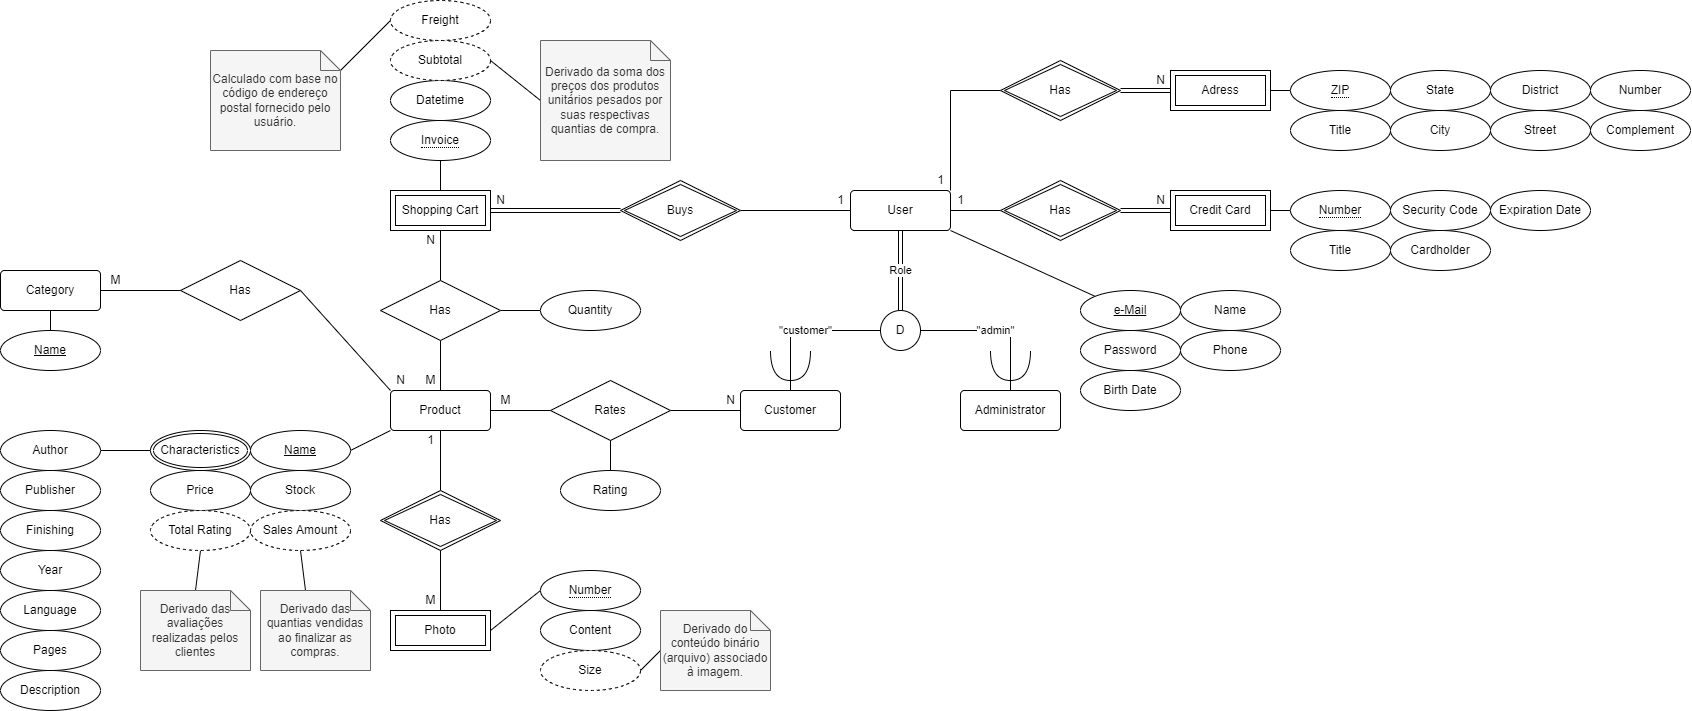 Freight
Subtotal
Datetime
Invoice
Calculado com base no
código de endereço
postal fornecido pelo
usuário.
Derivado da soma dos
preços dos produtos
unitários pesados por
suas respectivas
quantias de compra.
Has
N
Adress
ZIP
State
District
Number
Title
City
Street
Complement
1
Shopping Cart
N
Buys
1
User
1
Has
N
Credit Card
Number
Security Code
Expiration Date
Title
Cardholder
N
Role
Category
M
Has
Name
Has
Quantity
"customer"
D
"admin"
e-Mail
Name
Password
Phone
Birth Date
N
M
Product
M
Rates
N
Customer
Administrator
1
Rating
Author
Characteristics
Name
Publisher
Price
Stock
Finishing
Total Rating
Sales Amount
Year
Language
Pages
Description
Derivado das
avaliações
realizadas pelos
clientes
Derivado das
quantias vendidas
ao finalizar as
compras.
Has
M
Photo
Number
Content
Size
Derivado do
conteúdo binário
(arquivo) associado
à imagem.